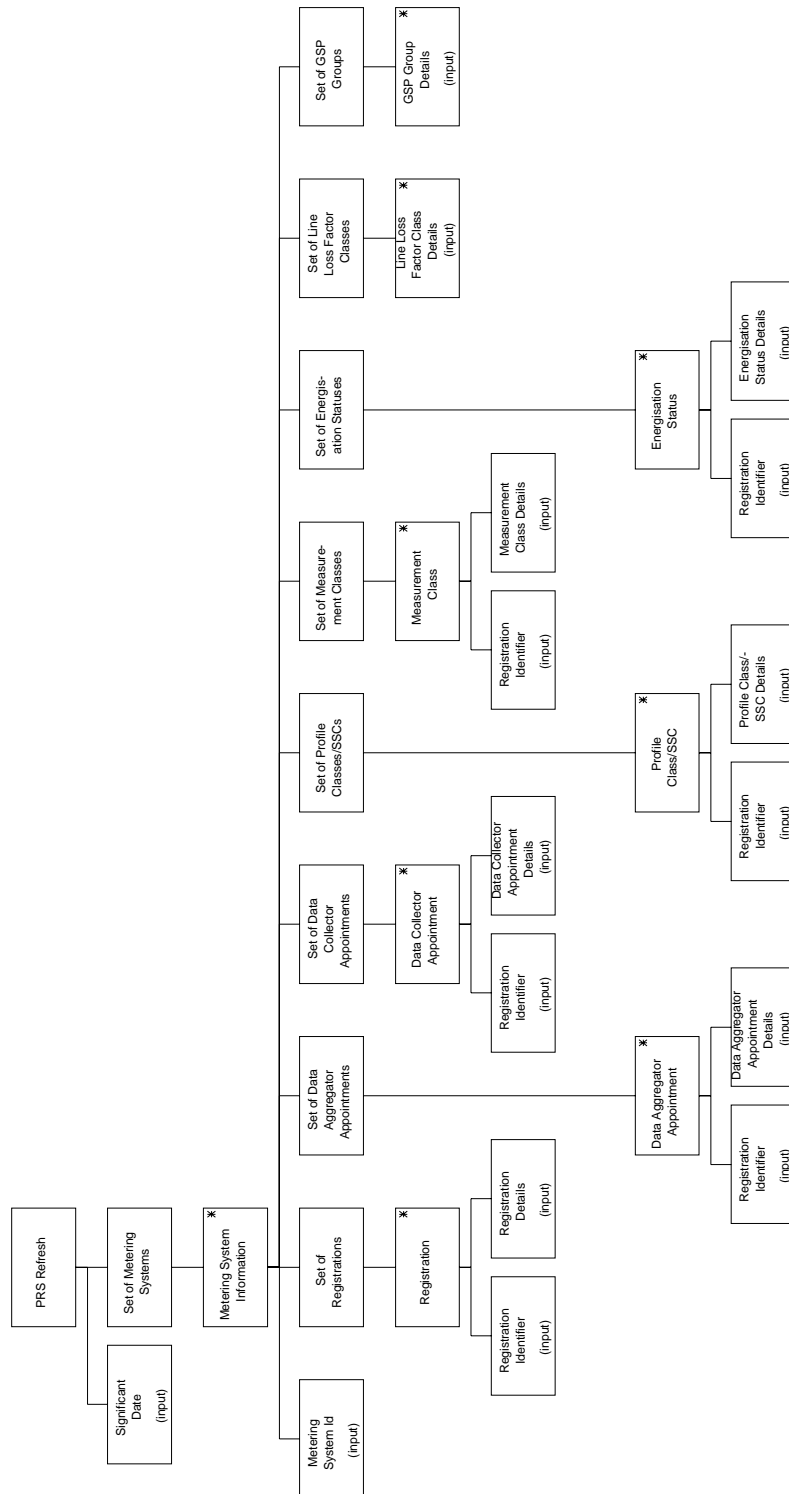 PRS Refresh
Significant
Date
(input)
Set of Metering
Systems
Metering System
Information
*
Metering
System Id
(input)
Set of
Registrations
Set of Data
Aggregator
Appointments
Set of Data
Collector
Appointments
Set of Profile
Classes/SSCs
Set of Measure-
ment Classes
Set of Energis-
ation Statuses
Set of Line
Loss Factor
Classes
Set of GSP
Groups
Registration
*
Data Collector
Appointment
*
Measurement
Class
*
Line Loss
Factor Class
Details
(input)
*
GSP Group
Details
(input)
*
Registration
Identifier
(input)
Registration
Details
(input)
Registration
Identifier
(input)
Data Collector
Appointment
Details
(input)
Registration
Identifier
(input)
Measurement
Class Details
(input)
Data Aggregator
Appointment
*
Profile
Class/SSC
*
Energisation
Status
*
Registration
Identifier
(input)
Data Aggregator
Appointment
Details
(input)
Registration
Identifier
(input)
Profile Class/-
SSC Details
(input)
Registration
Identifier
(input)
Energisation
Status Details
(input)